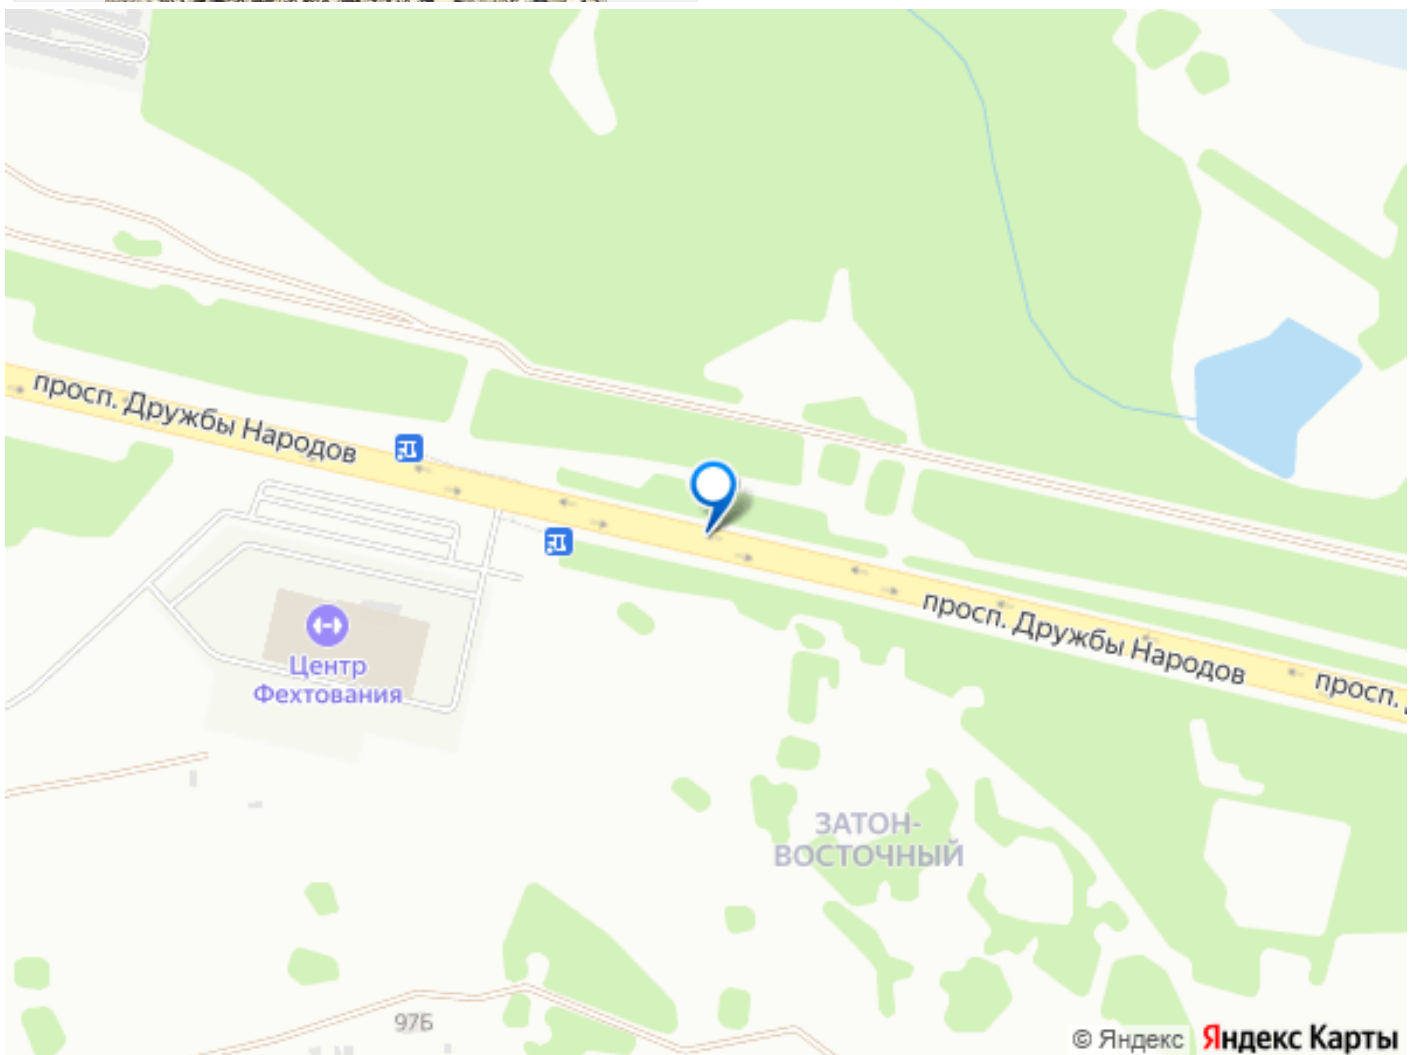 просп. Дружбы Народов
просп. Дружбы Народов
просп.
Центр
Фехтования
ЗАТОН-
ВОСТОЧНЫЙ
97Б
© Яндекс Яндекс Карты